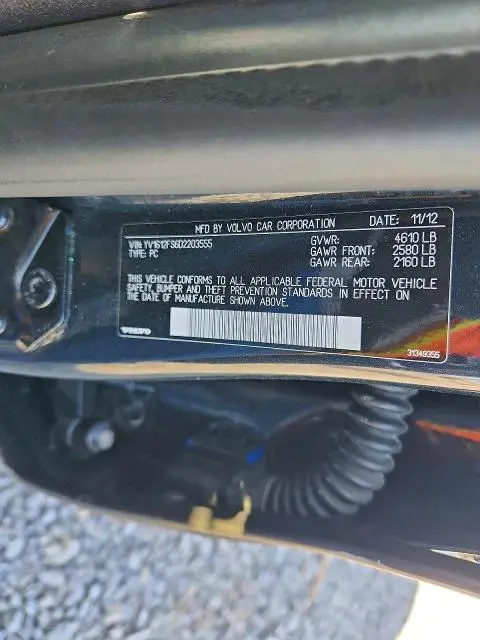 MFD BY VOLVO CAR CORPORATION DATE: 11/12
VIN: YV1612FS6D2203555 GVWR: 4610 LB
TYPE: PC GAWR FRONT: 2580 LB
GAWR REAR: 2160 LB
THIS VEHICLE CONFORMS TO ALL APPLICABLE FEDERAL MOTOR VEHICLE
SAFETY, BUMPER AND THEFT PREVENTION STANDARDS IN EFFECT ON
THE DATE OF MANUFACTURE SHOWN ABOVE.
VOLVO
31349355